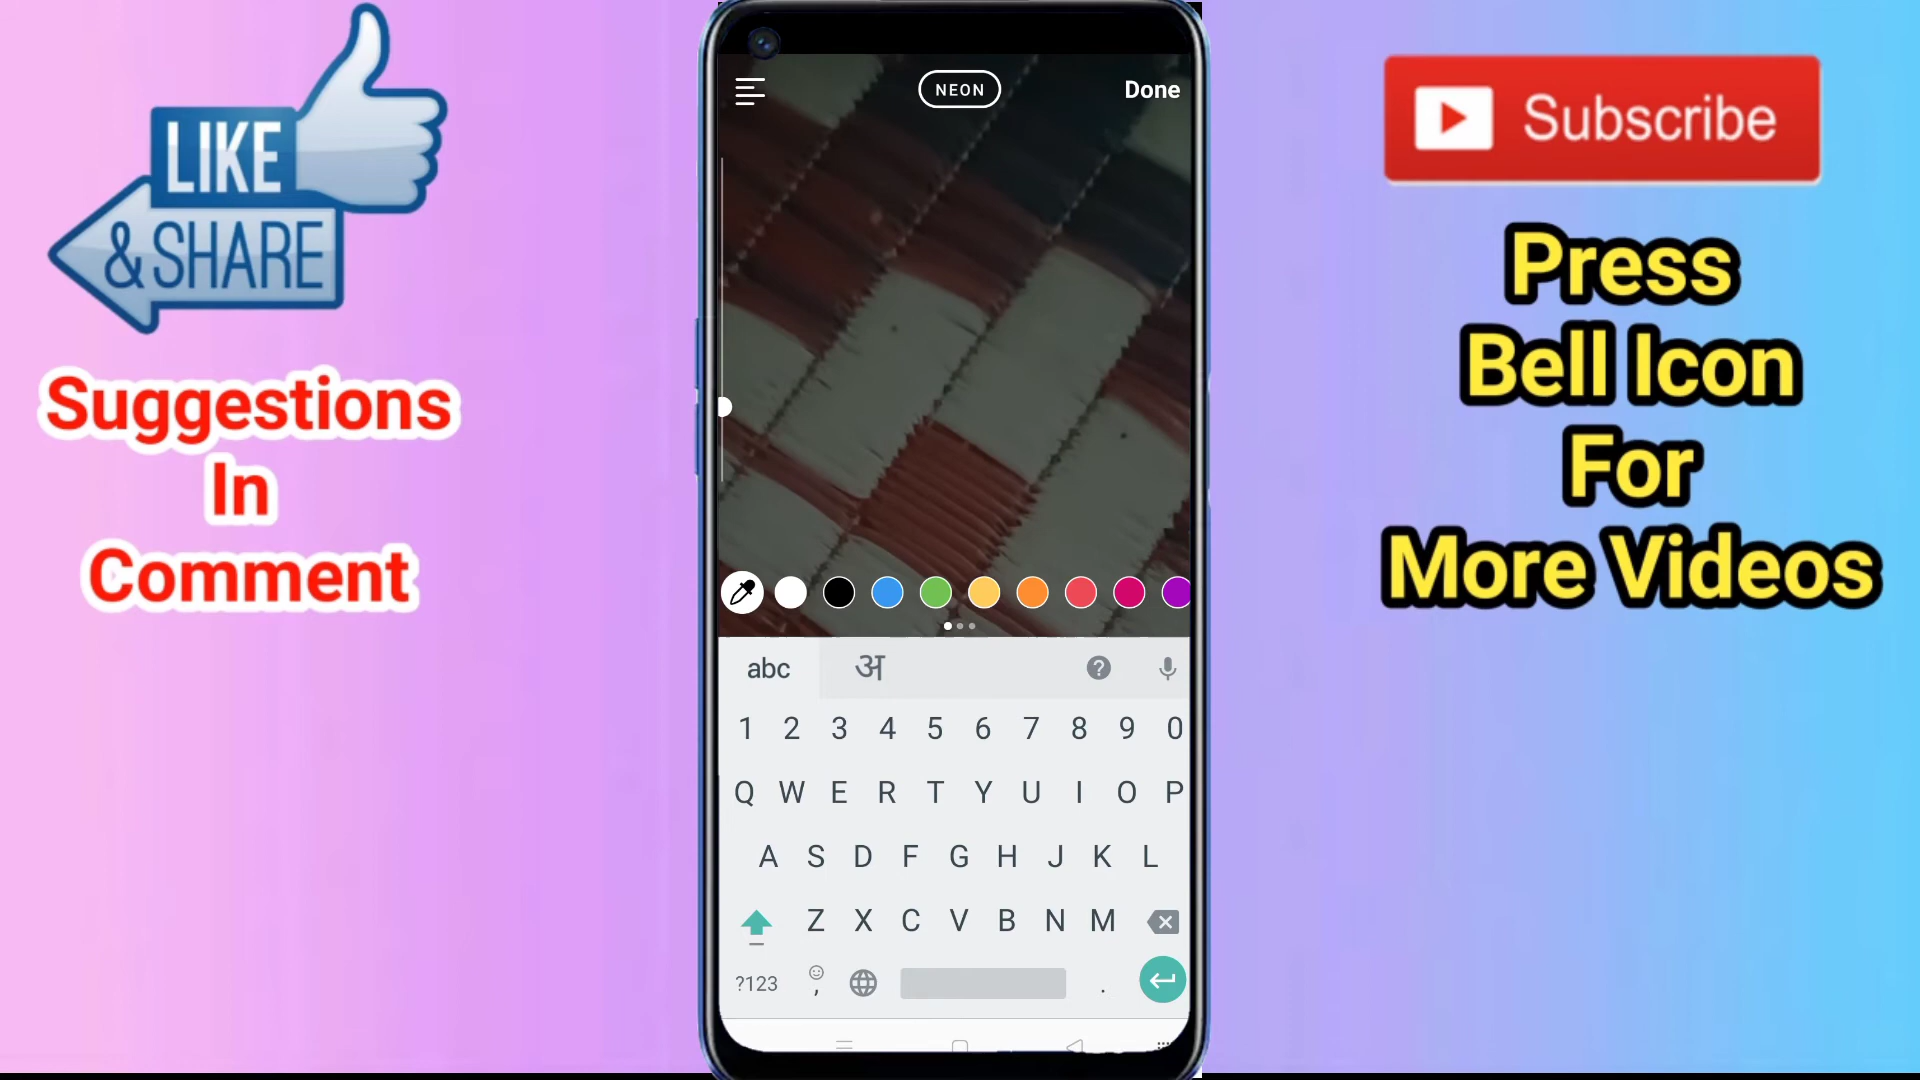 LIKE
& SHARE
Suggestions
In
Comment
NEON
Done
abc अ
1 2 3 4 5 6 7 8 9 0
Q W E R T Y U I O P
A S D F G H J K L
Z X C V B N M
?123 , .
Subscribe
Press
Bell Icon
For
More Videos